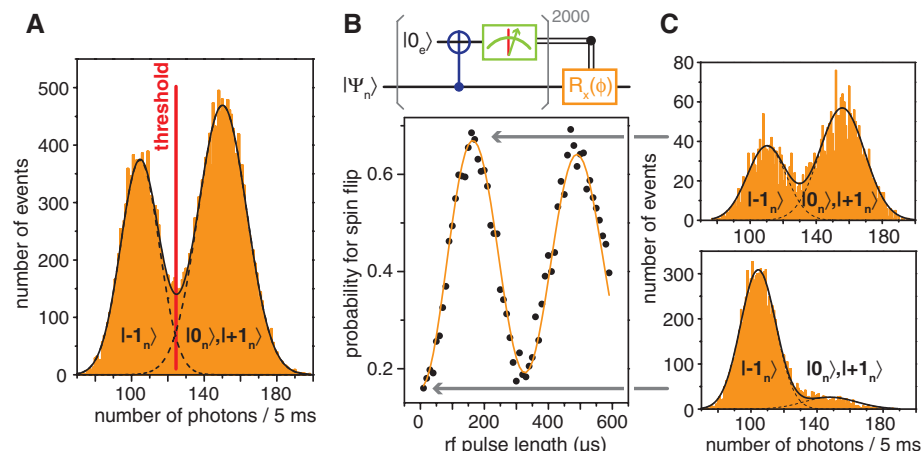 A
number of events
500
400
300
200
100
0
threshold
|-1ₙ⟩
|0ₙ⟩,|+1ₙ⟩
100
140
180
number of photons / 5 ms
B
2000
|0ₑ⟩
|Ψₙ⟩
Rₓ(ϕ)
probability for spin flip
0.6
0.4
0.2
0
200
400
600
rf pulse length (µs)
C
number of events
80
60
40
20
0
|-1ₙ⟩
|0ₙ⟩,|+1ₙ⟩
100
140
180
300
200
100
0
|-1ₙ⟩
|0ₙ⟩,|+1ₙ⟩
100
140
180
number of photons / 5 ms